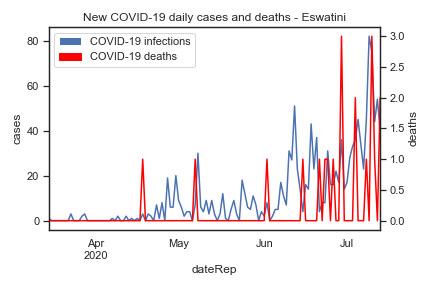 New COVID-19 daily cases and deaths - Eswatini
COVID-19 infections
COVID-19 deaths
80
60
40
20
0
cases
3.0
2.5
2.0
1.5
1.0
0.5
0.0
deaths
Apr
2020
May
Jun
Jul
dateRep